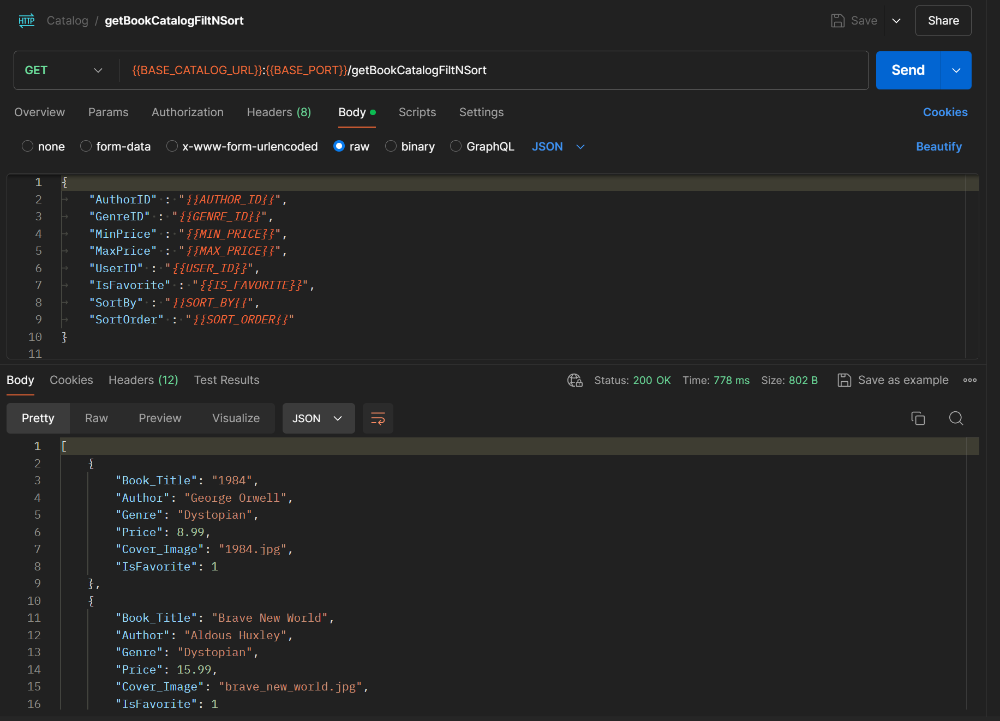 HTTP Catalog / getBookCatalogFiltNSort Save Share
GET {{BASE_CATALOG_URL}}:{{BASE_PORT}}/getBookCatalogFiltNSort Send
Overview Params Authorization Headers (8) Body Scripts Settings Cookies
none form-data x-www-form-urlencoded raw binary GraphQL JSON Beautify
1 {
2 "AuthorID" : "{{AUTHOR_ID}}",
3 "GenreID" : "{{GENRE_ID}}",
4 "MinPrice" : "{{MIN_PRICE}}",
5 "MaxPrice" : "{{MAX_PRICE}}",
6 "UserID" : "{{USER_ID}}",
7 "IsFavorite" : "{{IS_FAVORITE}}",
8 "SortBy" : "{{SORT_BY}}",
9 "SortOrder" : "{{SORT_ORDER}}"
10 }
11
Body Cookies Headers (12) Test Results Status: 200 OK Time: 778 ms Size: 802 B Save as example
Pretty Raw Preview Visualize JSON
1 [
2 {
3 "Book_Title": "1984",
4 "Author": "George Orwell",
5 "Genre": "Dystopian",
6 "Price": 8.99,
7 "Cover_Image": "1984.jpg",
8 "IsFavorite": 1
9 },
10 {
11 "Book_Title": "Brave New World",
12 "Author": "Aldous Huxley",
13 "Genre": "Dystopian",
14 "Price": 15.99,
15 "Cover_Image": "brave_new_world.jpg",
16 "IsFavorite": 1